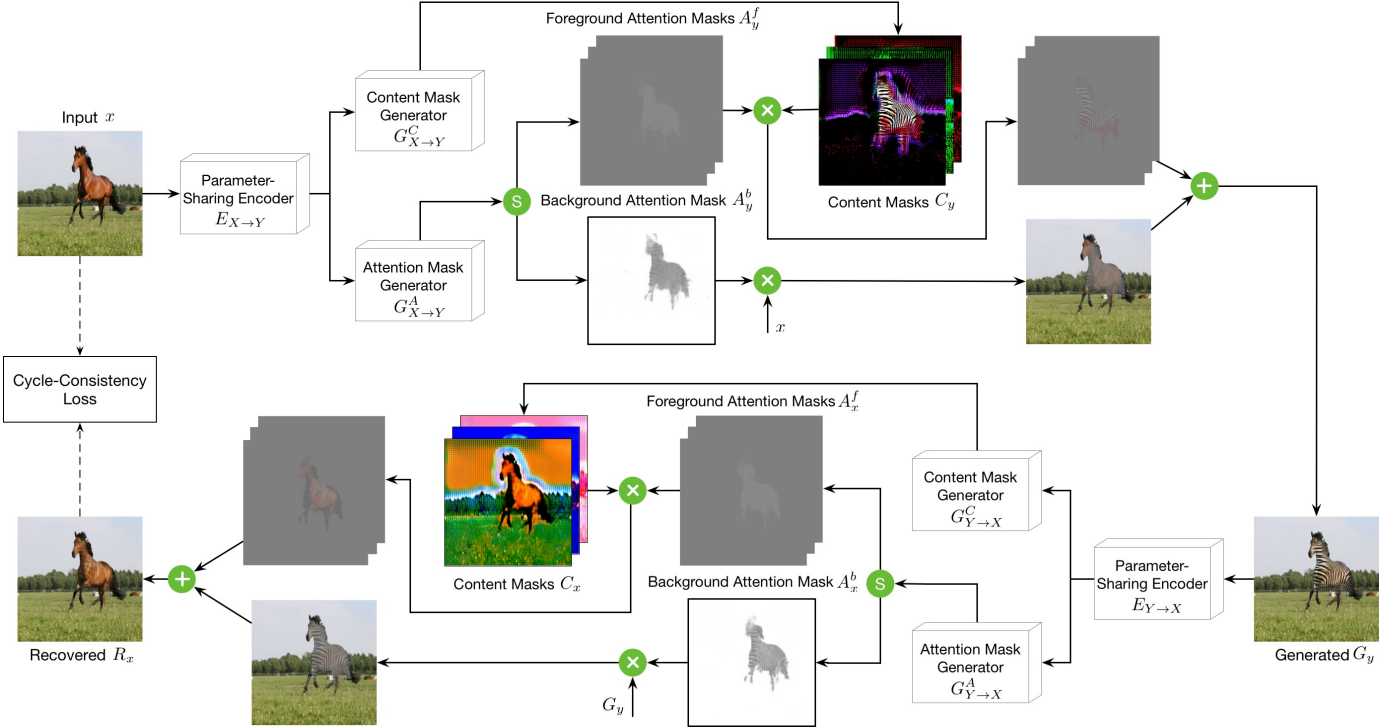 Foreground Attention Masks $A_y^f$
Input $x$
Content Mask
Generator
$G_{X \to Y}^C$
Parameter-
Sharing Encoder
$E_{X \to Y}$
S
Background Attention Mask $A_y^b$
Content Masks $C_y$
Attention Mask
Generator
$G_{X \to Y}^A$
$x$
Cycle-Consistency
Loss
Foreground Attention Masks $A_x^f$
Content Mask
Generator
$G_{Y \to X}^C$
Content Masks $C_x$
Background Attention Mask $A_x^b$
S
Parameter-
Sharing Encoder
$E_{Y \to X}$
Attention Mask
Generator
$G_{Y \to X}^A$
Recovered $R_x$
$G_y$
Generated $G_y$